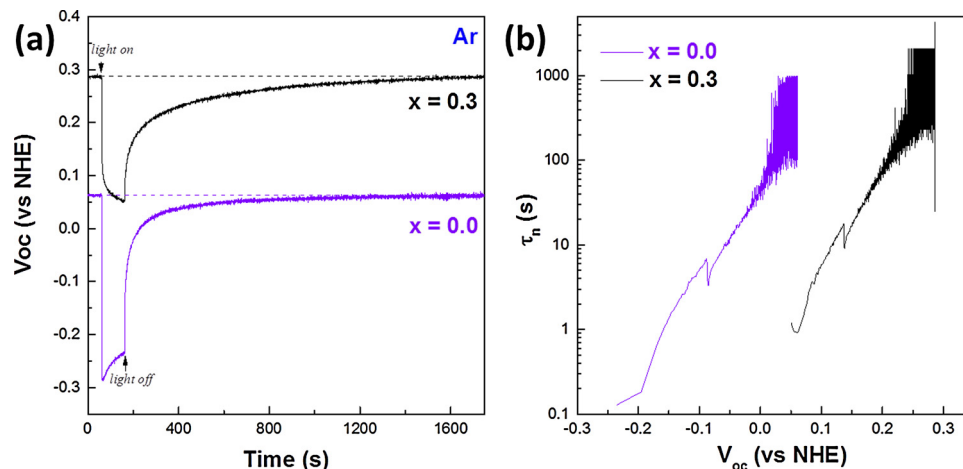 (a)
Ar
light on
x = 0.3
x = 0.0
light off
0.4
0.3
0.2
0.1
0.0
-0.1
-0.2
-0.3
Voc (vs NHE)
0 400 800 1200 1600
Time (s)
(b)
x = 0.0
x = 0.3
1000
100
10
1
0.1
τn (s)
-0.3 -0.2 -0.1 0.0 0.1 0.2 0.3
Voc (vs NHE)